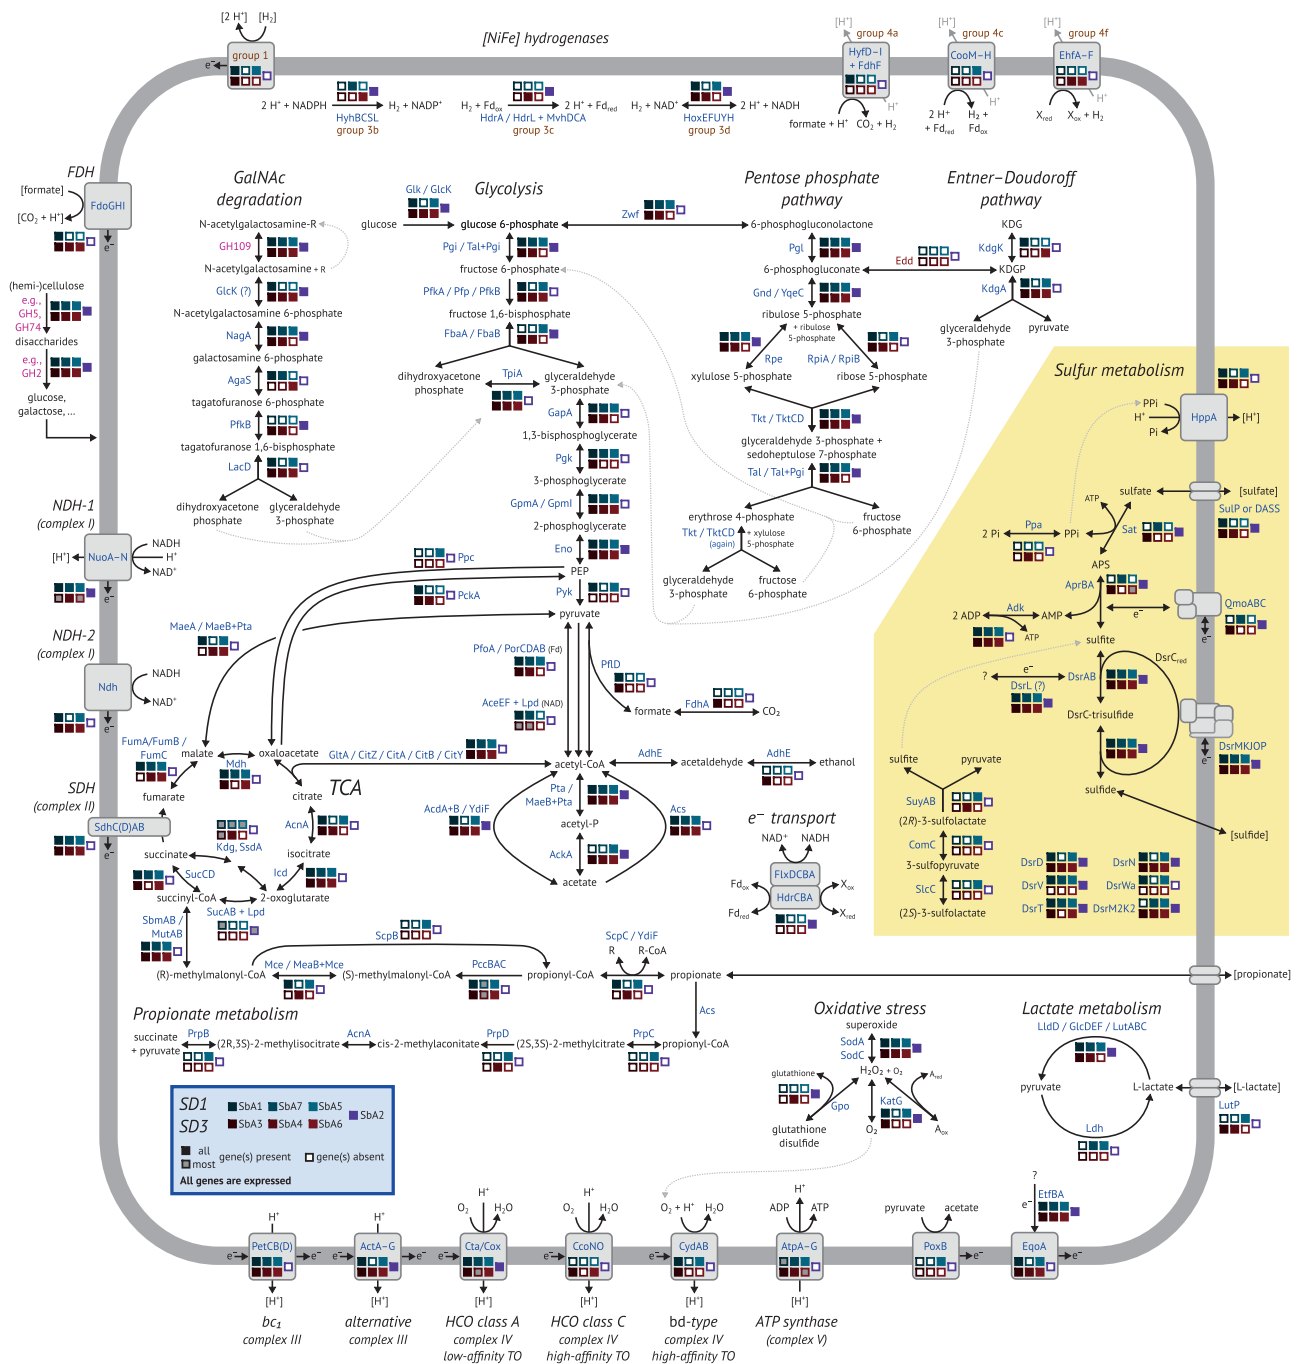 [2 H⁺] [H₂]
group 1
e⁻
[NiFe] hydrogenases
2 H⁺ + NADPH
H₂ + NADP⁺
HyhBCSL
group 3b
H₂ + Fdox
2 H⁺ + Fdred
HdrA / HdrL + MvhDCA
group 3c
H₂ + NAD⁺
2 H⁺ + NADH
HoxEFUYH
group 3d
[H⁺]
group 4a
HyfD–I
+ FdhF
H⁺
formate + H⁺ CO₂ + H₂
[H⁺]
group 4c
CooM–H
H⁺
2 H⁺
+ Fdred
H₂ +
Fdox
[H⁺]
group 4f
EhfA–F
H⁺
Xred Xox + H₂
FDH
[formate]
FdoGHI
[CO₂ + H⁺]
e⁻
(hemi-)cellulose
e.g.,
GH5,
GH74
disaccharides
e.g.,
GH2
glucose,
galactose, ...
GalNAc
degradation
N-acetylgalactosamine-R
GH109
N-acetylgalactosamine + R
GlcK (?)
N-acetylgalactosamine 6-phosphate
NagA
galactosamine 6-phosphate
AgaS
tagatofuranose 6-phosphate
PfkB
tagatofuranose 1,6-bisphosphate
LacD
dihydroxyacetone
phosphate
glyceraldehyde
3-phosphate
Glycolysis
Glk / GlcK
glucose
glucose 6-phosphate
Zwf
Pgi / Tal+Pgi
fructose 6-phosphate
PfkA / Pfp / PfkB
fructose 1,6-bisphosphate
FbaA / FbaB
dihydroxyacetone
phosphate
TpiA
glyceraldehyde
3-phosphate
GapA
1,3-bisphosphoglycerate
Pgk
3-phosphoglycerate
GpmA / GpmI
2-phosphoglycerate
Eno
PEP
Pyk
pyruvate
Ppc
PckA
Pentose phosphate
pathway
6-phosphogluconolactone
Pgl
6-phosphogluconate
Edd
Gnd / YqeC
ribulose 5-phosphate
+ ribulose
5-phosphate
Rpe
RpiA / RpiB
xylulose 5-phosphate
ribose 5-phosphate
Tkt / TktCD
glyceraldehyde 3-phosphate +
sedoheptulose 7-phosphate
Tal / Tal+Pgi
erythrose 4-phosphate
fructose
6-phosphate
Tkt / TktCD
(again)
+ xylulose
5-phosphate
glyceraldehyde
3-phosphate
fructose
6-phosphate
Entner–Doudoroff
pathway
KDG
KdgK
KDGP
KdgA
glyceraldehyde
3-phosphate
pyruvate
Sulfur metabolism
PPi
H⁺
Pi
HppA
[H⁺]
sulfate
[sulfate]
SulP or DASS
ATP
2 Pi
Ppa
PPi
Sat
APS
AprBA
2 ADP
Adk
AMP
ATP
e⁻
QmoABC
e⁻
sulfite
DsrCred
?
e⁻
DsrL (?)
DsrAB
DsrC-trisulfide
DsrMKJOP
e⁻
sulfide
[sulfide]
sulfite
pyruvate
SuyAB
(2R)-3-sulfolactate
ComC
3-sulfopyruvate
SlcC
(2S)-3-sulfolactate
DsrD
DsrN
DsrV
DsrWa
DsrT
DsrM2K2
NDH-1
(complex I)
NADH
[H⁺]
NuoA–N
H⁺
NAD⁺
e⁻
NDH-2
(complex I)
NADH
Ndh
NAD⁺
e⁻
SDH
(complex II)
SdhC(D)AB
e⁻
MaeA / MaeB+Pta
FumA/FumB /
FumC
malate
Mdh
oxaloacetate
GltA / CitZ / CitA / CitB / CitY
fumarate
citrate
TCA
AcnA
isocitrate
Kdg, SsdA
succinate
SucCD
Icd
succinyl-CoA
2-oxoglutarate
SucAB + Lpd
SbmAB /
MutAB
PfoA / PorCDAB (Fd)
AceEF + Lpd (NAD)
PflD
FdhA
formate
CO₂
acetyl-CoA
AdhE
acetaldehyde
AdhE
ethanol
Pta /
MaeB+Pta
AcdA+B / YdiF
Acs
acetyl-P
AckA
acetate
e⁻ transport
NAD⁺ NADH
FlxDCBA
HdrCBA
Fdox
Fdred
Xox
Xred
ScpB
(R)-methylmalonyl-CoA
Mce / MeaB+Mce
(S)-methylmalonyl-CoA
PccBAC
propionyl-CoA
ScpC / YdiF
R R-CoA
propionate
[propionate]
Acs
Propionate metabolism
succinate
+ pyruvate
PrpB
(2R,3S)-2-methylisocitrate
AcnA
cis-2-methylaconitate
PrpD
(2S,3S)-2-methylcitrate
PrpC
propionyl-CoA
Oxidative stress
superoxide
SodA
SodC
H₂O₂ + O₂
glutathione
Ared
Gpo
KatG
glutathione
disulfide
O₂
Aox
Lactate metabolism
LldD / GlcDEF / LutABC
pyruvate
L-lactate
[L-lactate]
LutP
Ldh
SD1
SbA1 SbA7 SbA5
SbA2
SD3
SbA3 SbA4 SbA6
all
most
gene(s) present
gene(s) absent
All genes are expressed
H⁺
PetCB(D)
e⁻ e⁻
[H⁺]
bc₁
complex III
H⁺
ActA–G
e⁻ e⁻
[H⁺]
alternative
complex III
H⁺
O₂ H₂O
Cta/Cox
[H⁺]
HCO class A
complex IV
low-affinity TO
H⁺
O₂ H₂O
e⁻
CcoNO
[H⁺]
HCO class C
complex IV
high-affinity TO
O₂ + H⁺ H₂O
e⁻
CydAB
[H⁺]
bd-type
complex IV
high-affinity TO
H⁺
ADP ATP
AtpA–G
[H⁺]
ATP synthase
(complex V)
pyruvate acetate
PoxB
e⁻
?
e⁻
EtfBA
EqoA
e⁻